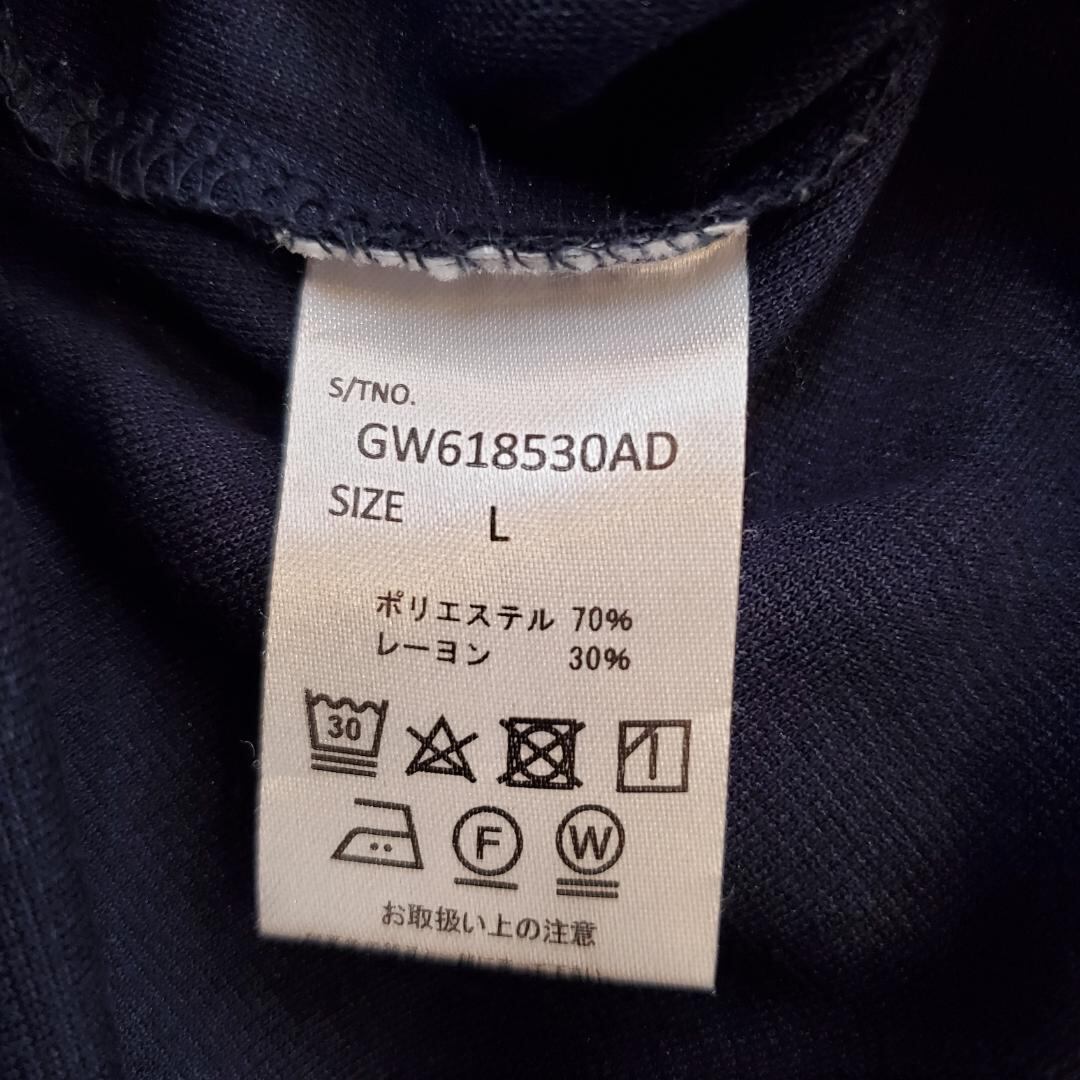 S/TNO.
GW618530AD
SIZE L
ポリエステル 70%
レーヨン 30%
30
F W
お取扱い上の注意